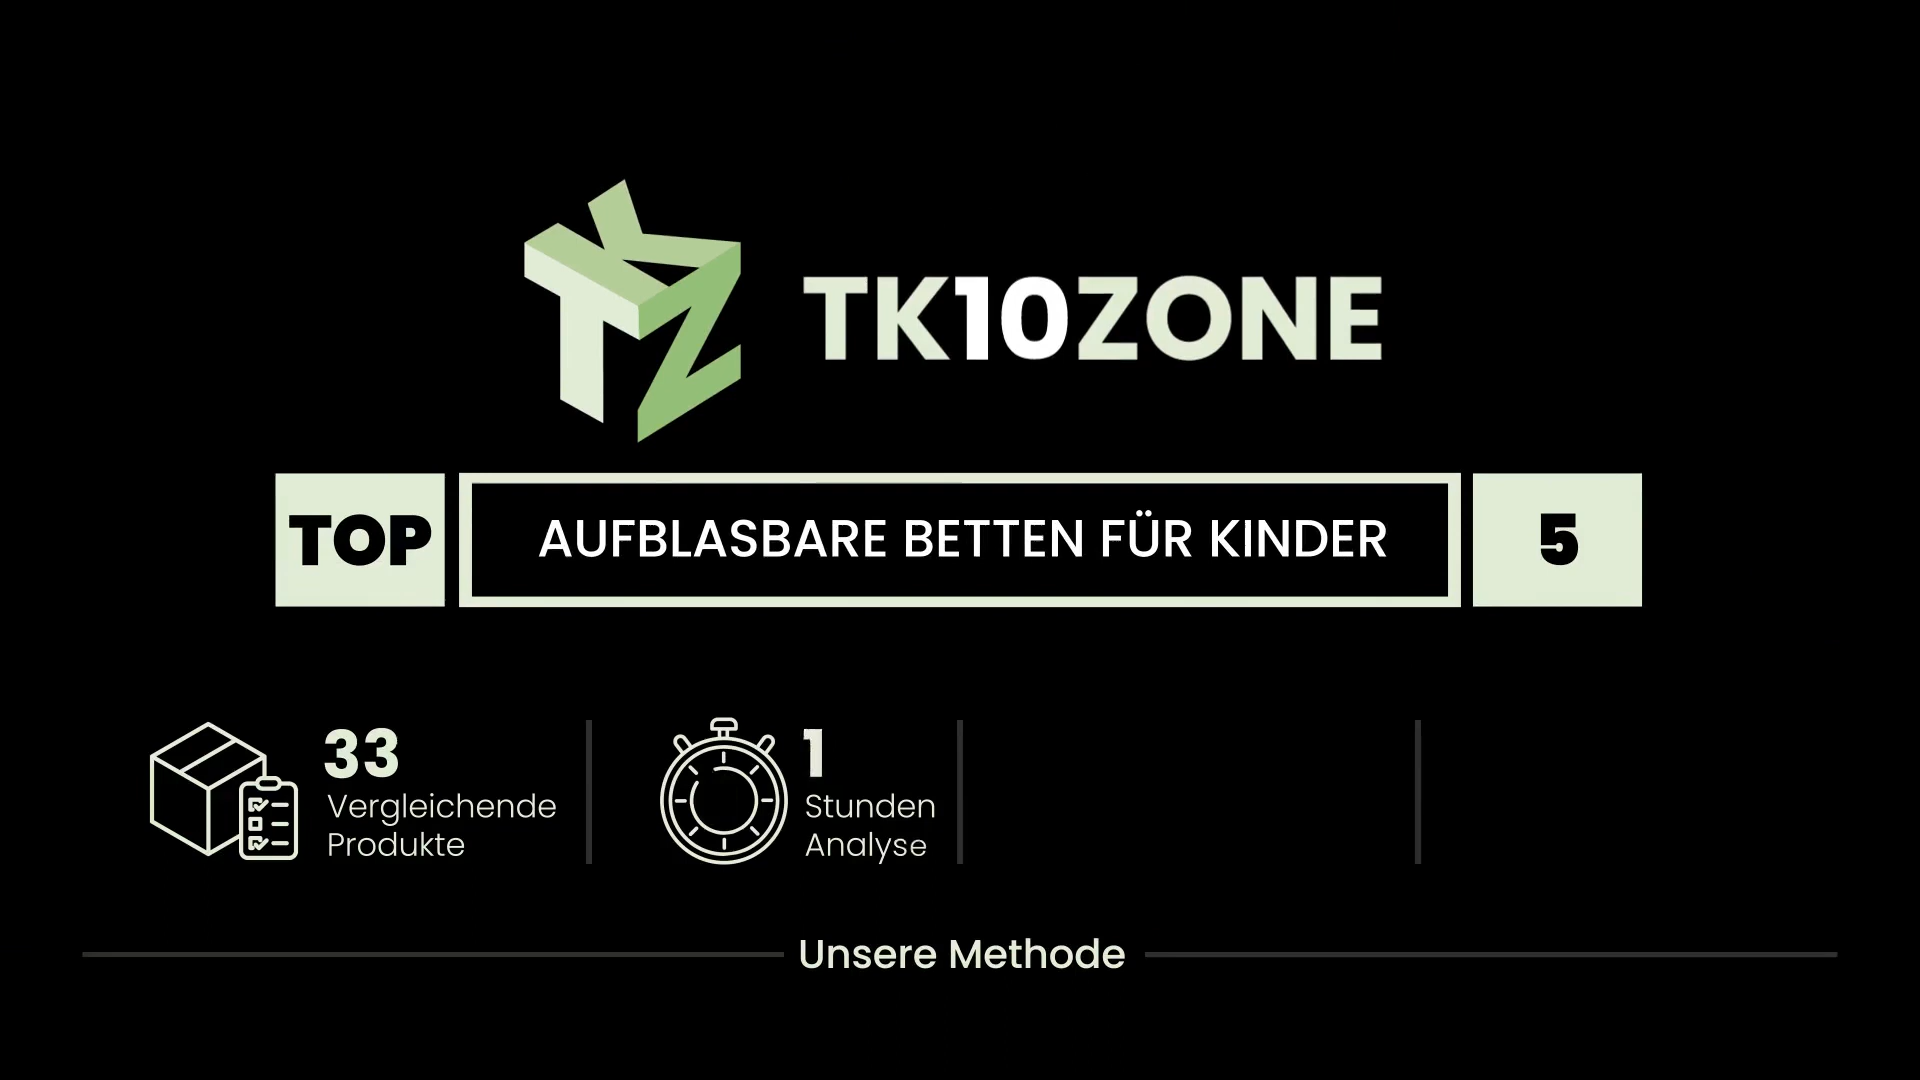 TK10ZONE
TOP
AUFBLASBARE BETTEN FÜR KINDER
5
33
Vergleichende
Produkte
1
Stunden
Analyse
Unsere Methode